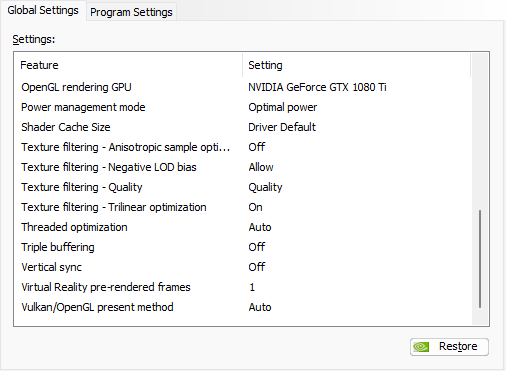 Global Settings Program Settings
Settings:
Feature Setting
OpenGL rendering GPU NVIDIA GeForce GTX 1080 Ti
Power management mode Optimal power
Shader Cache Size Driver Default
Texture filtering - Anisotropic sample opti... Off
Texture filtering - Negative LOD bias Allow
Texture filtering - Quality Quality
Texture filtering - Trilinear optimization On
Threaded optimization Auto
Triple buffering Off
Vertical sync Off
Virtual Reality pre-rendered frames 1
Vulkan/OpenGL present method Auto
Restore